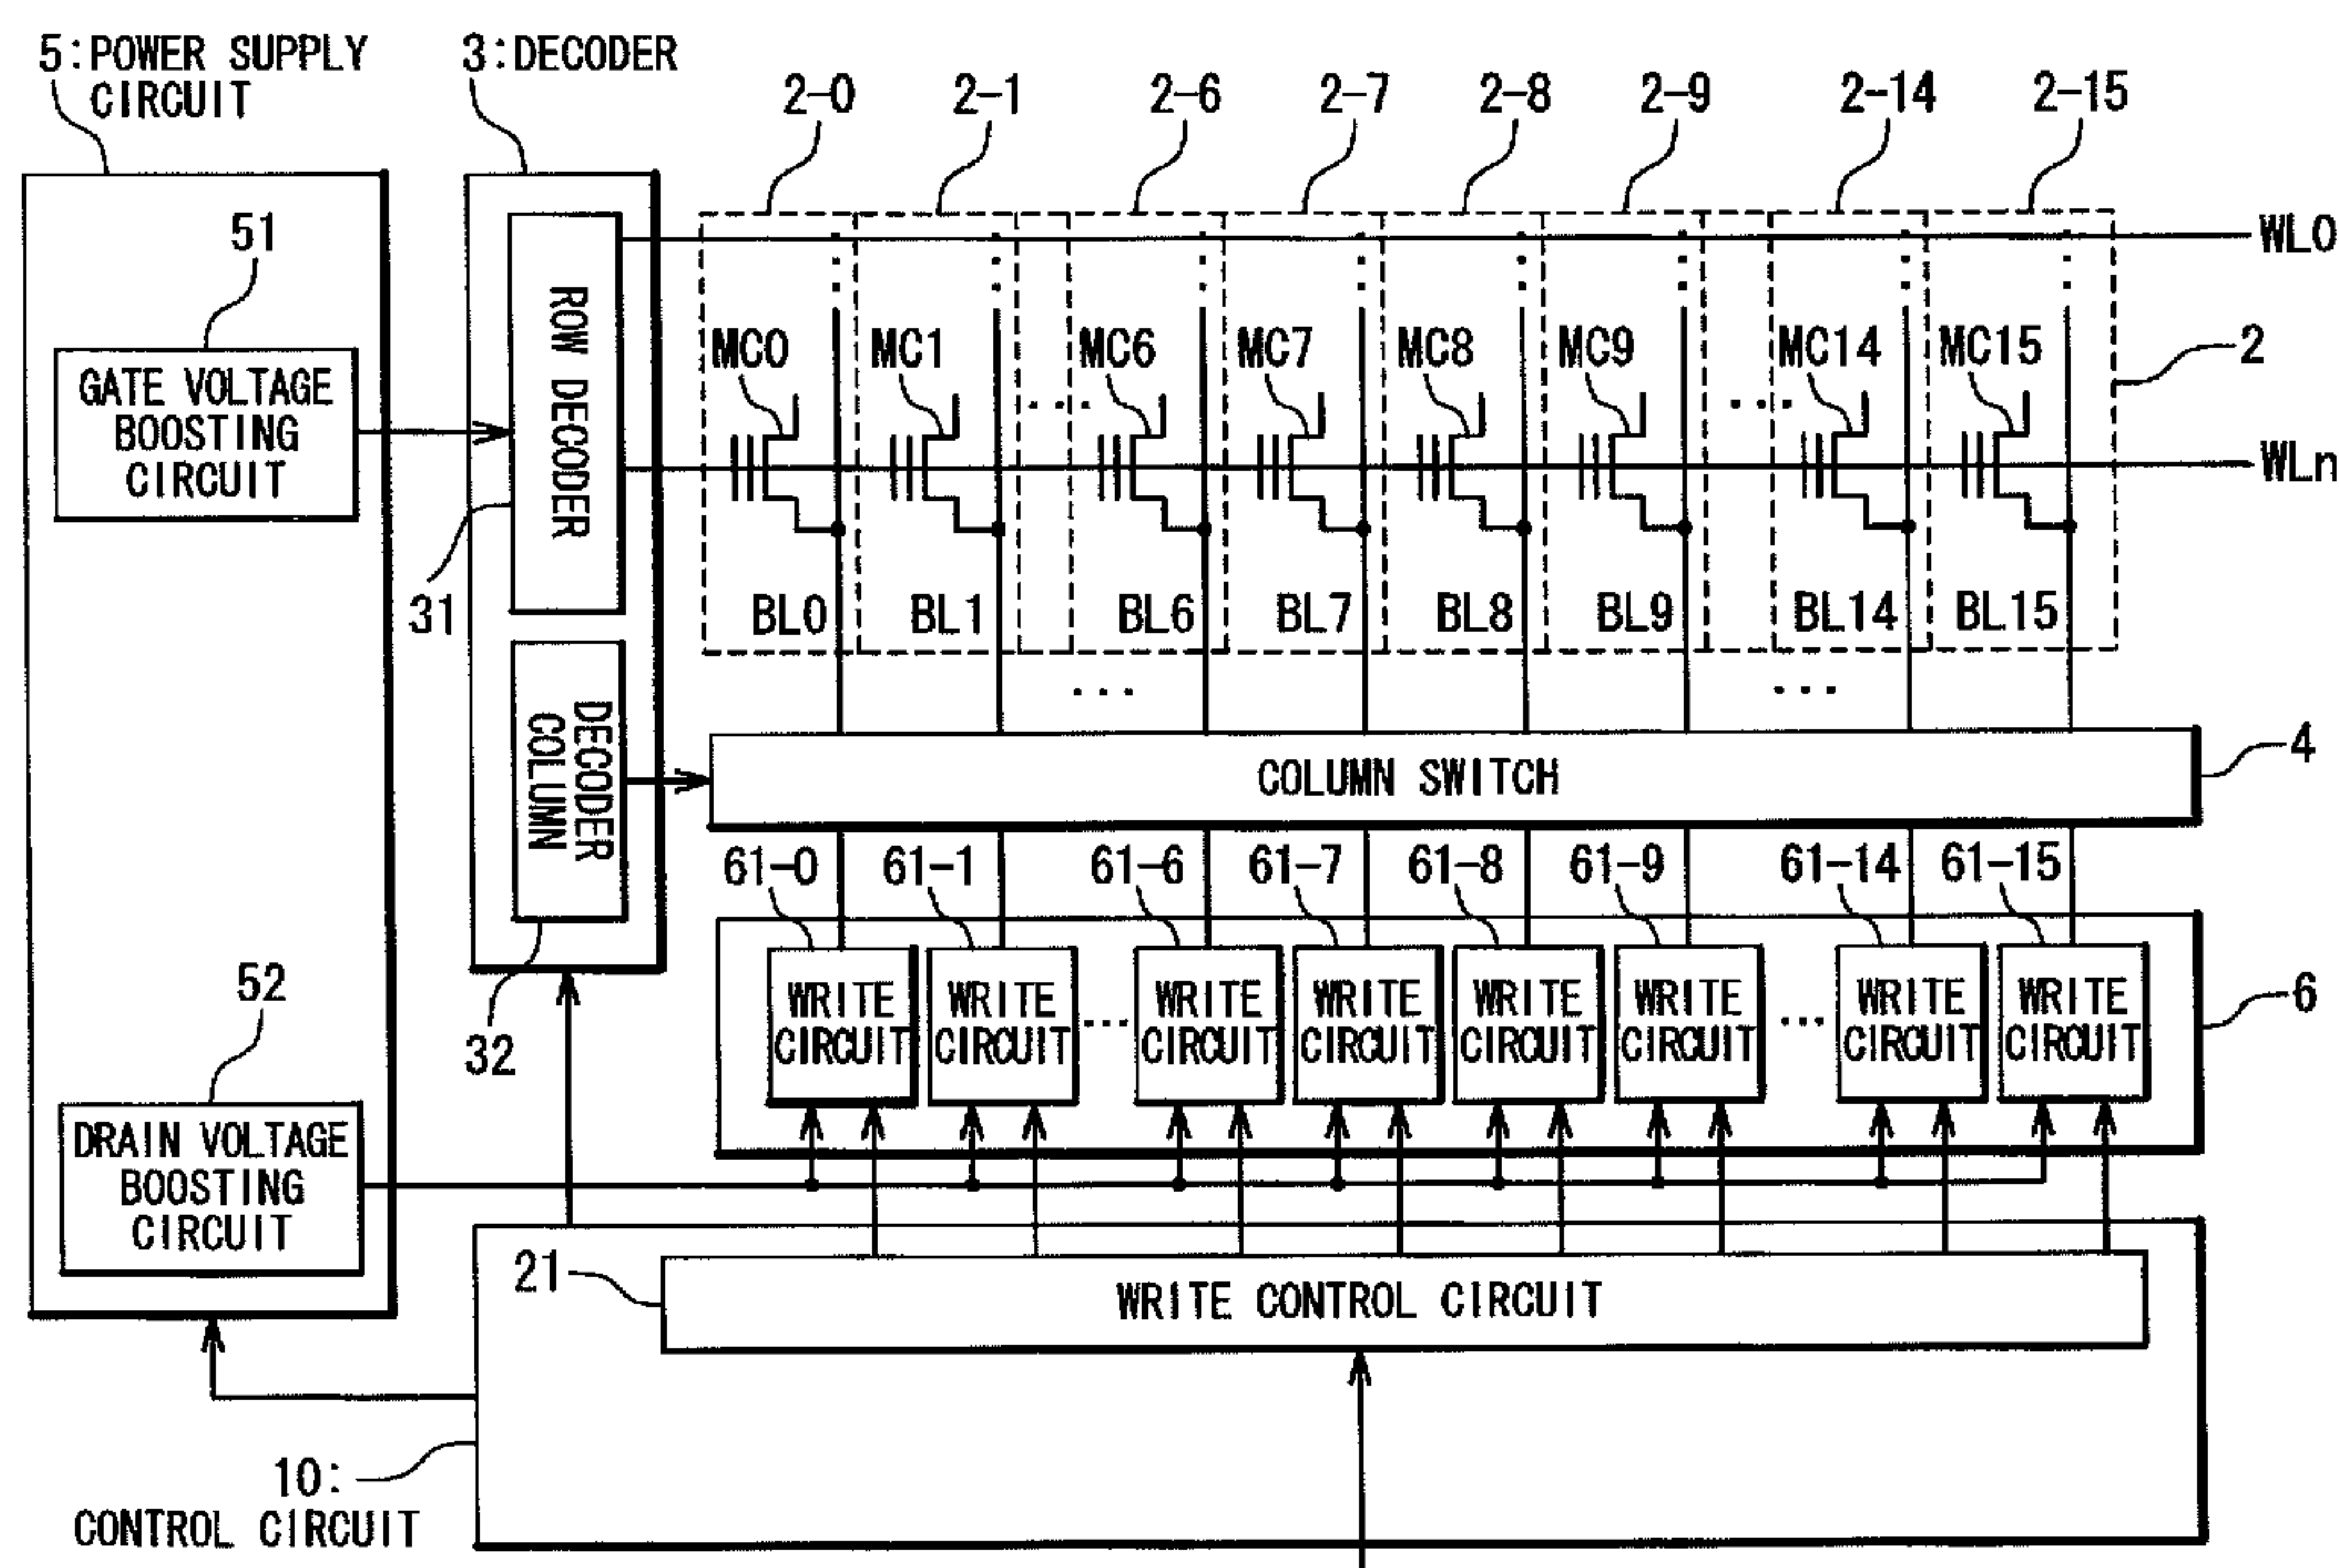 5:POWER SUPPLY
CIRCUIT
3:DECODER
2-0
2-1
2-6
2-7
2-8
2-9
2-14
2-15
51
GATE VOLTAGE
BOOSTING
CIRCUIT
ROW DECODER
31
WL0
MC0
MC1
MC6
MC7
MC8
MC9
MC14
MC15
2
WLn
BL0
BL1
BL6
BL7
BL8
BL9
BL14
BL15
...
...
...
...
DECODER
COLUMN
32
COLUMN SWITCH
4
61-0
61-1
61-6
61-7
61-8
61-9
61-14
61-15
WRITE
CIRCUIT
WRITE
CIRCUIT
...
WRITE
CIRCUIT
WRITE
CIRCUIT
WRITE
CIRCUIT
WRITE
CIRCUIT
...
WRITE
CIRCUIT
WRITE
CIRCUIT
6
52
DRAIN VOLTAGE
BOOSTING
CIRCUIT
21
WRITE CONTROL CIRCUIT
10:
CONTROL CIRCUIT